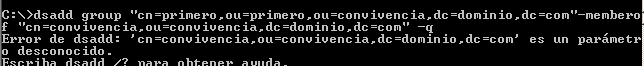 C:\>dsadd group "cn=primero,ou=primero,ou=convivencia,dc=dominio,dc=com"-membero
f "cn=convivencia,ou=convivencia,dc=dominio,dc=com" -q
Error de dsadd: 'cn=convivencia,ou=convivencia,dc=dominio,dc=com' es un parámetr
o desconocido.
Escriba dsadd /? para obtener ayuda.